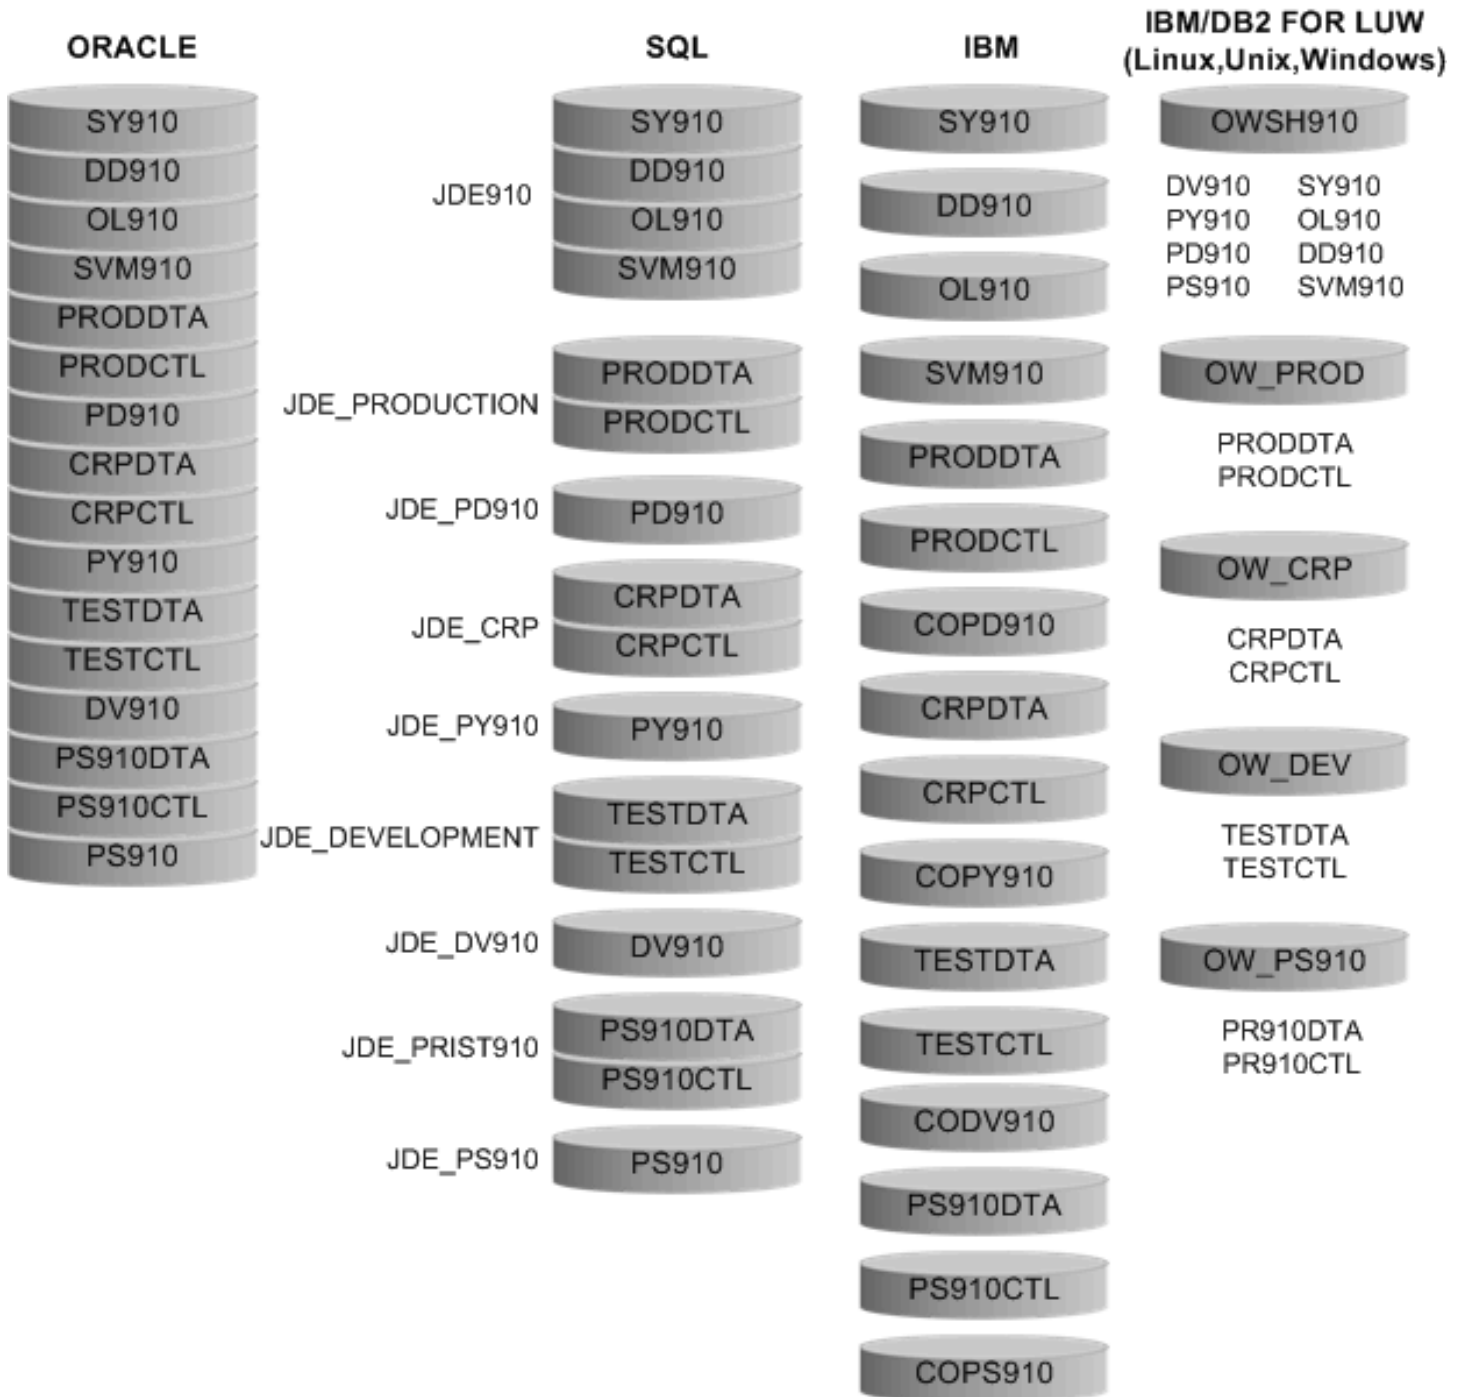 ORACLE
SY910
DD910
OL910
SVM910
PRODDTA
PRODCTL
PD910
CRPDTA
CRPCTL
PY910
TESTDTA
TESTCTL
DV910
PS910DTA
PS910CTL
PS910
SQL
JDE910
SY910
DD910
OL910
SVM910
JDE_PRODUCTION
PRODDTA
PRODCTL
JDE_PD910
PD910
JDE_CRP
CRPDTA
CRPCTL
JDE_PY910
PY910
JDE_DEVELOPMENT
TESTDTA
TESTCTL
JDE_DV910
DV910
JDE_PRIST910
PS910DTA
PS910CTL
JDE_PS910
PS910
IBM
SY910
DD910
OL910
SVM910
PRODDTA
PRODCTL
COPD910
CRPDTA
CRPCTL
COPY910
TESTDTA
TESTCTL
CODV910
PS910DTA
PS910CTL
COPS910
IBM/DB2 FOR LUW
(Linux,Unix,Windows)
OWSH910
DV910 SY910
PY910 OL910
PD910 DD910
PS910 SVM910
OW_PROD
PRODDTA
PRODCTL
OW_CRP
CRPDTA
CRPCTL
OW_DEV
TESTDTA
TESTCTL
OW_PS910
PR910DTA
PR910CTL